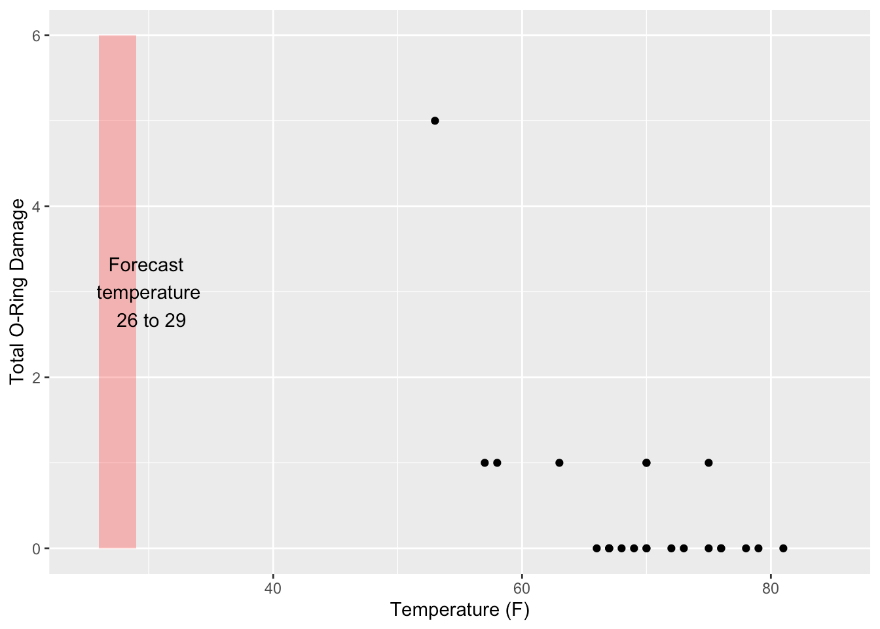 6
4
2
0
Total O-Ring Damage
Forecast
temperature
26 to 29
40
60
80
Temperature (F)